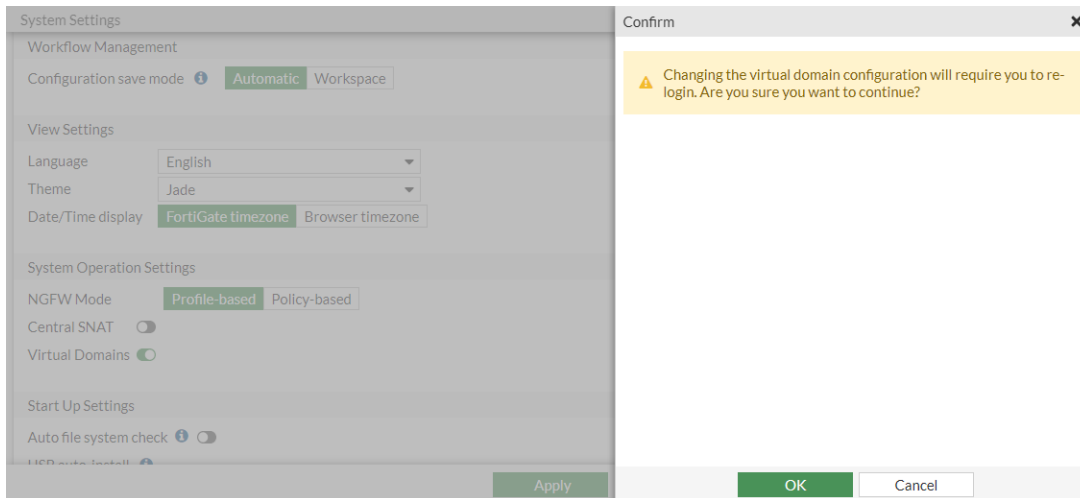 System Settings
Workflow Management
Configuration save mode Automatic Workspace
View Settings
Language English
Theme Jade
Date/Time display FortiGate timezone Browser timezone
System Operation Settings
NGFW Mode Profile-based Policy-based
Central SNAT
Virtual Domains
Start Up Settings
Auto file system check
USB auto-install
Apply
Confirm
Changing the virtual domain configuration will require you to re-
login. Are you sure you want to continue?
OK Cancel